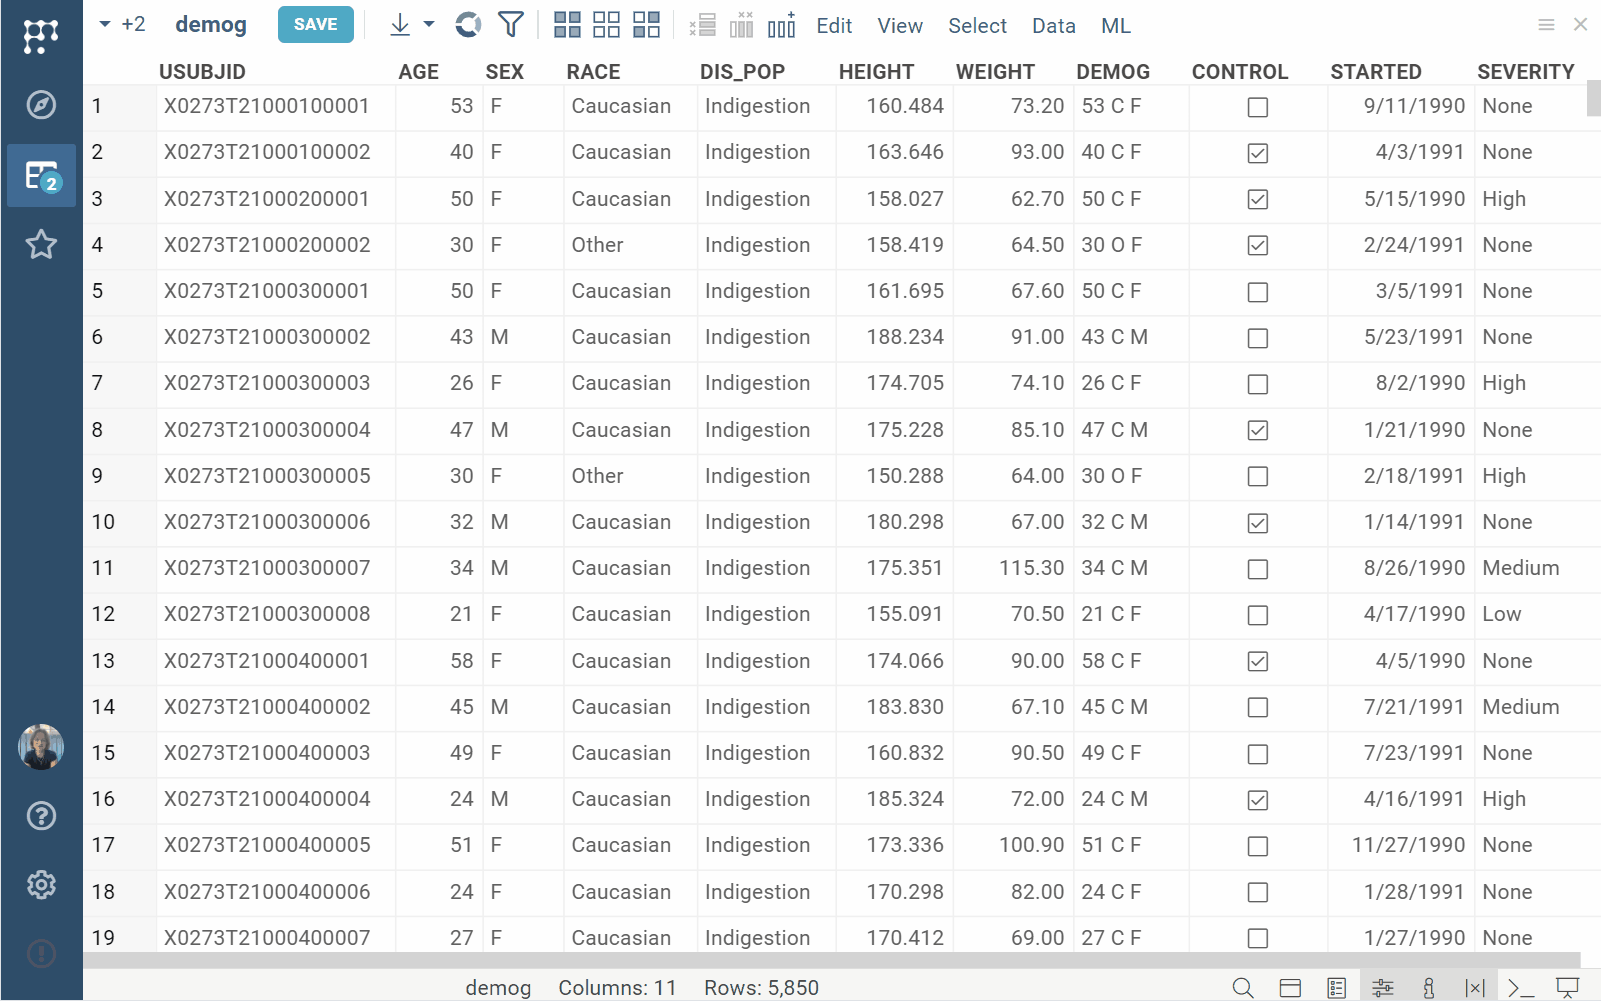 +2 demog SAVE Edit View Select Data ML
USUBJID AGE SEX RACE DIS_POP HEIGHT WEIGHT DEMOG CONTROL STARTED SEVERITY
1 X0273T21000100001 53 F Caucasian Indigestion 160.484 73.20 53 C F 9/11/1990 None
2 X0273T21000100002 40 F Caucasian Indigestion 163.646 93.00 40 C F 4/3/1991 None
2
3 X0273T21000200001 50 F Caucasian Indigestion 158.027 62.70 50 C F 5/15/1990 High
4 X0273T21000200002 30 F Other Indigestion 158.419 64.50 30 O F 2/24/1991 None
5 X0273T21000300001 50 F Caucasian Indigestion 161.695 67.60 50 C F 3/5/1991 None
6 X0273T21000300002 43 M Caucasian Indigestion 188.234 91.00 43 C M 5/23/1991 None
7 X0273T21000300003 26 F Caucasian Indigestion 174.705 74.10 26 C F 8/2/1990 High
8 X0273T21000300004 47 M Caucasian Indigestion 175.228 85.10 47 C M 1/21/1990 None
9 X0273T21000300005 30 F Other Indigestion 150.288 64.00 30 O F 2/18/1991 High
10 X0273T21000300006 32 M Caucasian Indigestion 180.298 67.00 32 C M 1/14/1991 None
11 X0273T21000300007 34 M Caucasian Indigestion 175.351 115.30 34 C M 8/26/1990 Medium
12 X0273T21000300008 21 F Caucasian Indigestion 155.091 70.50 21 C F 4/17/1990 Low
13 X0273T21000400001 58 F Caucasian Indigestion 174.066 90.00 58 C F 4/5/1990 None
14 X0273T21000400002 45 M Caucasian Indigestion 183.830 67.10 45 C M 7/21/1991 Medium
15 X0273T21000400003 49 F Caucasian Indigestion 160.832 90.50 49 C F 7/23/1991 None
16 X0273T21000400004 24 M Caucasian Indigestion 185.324 72.00 24 C M 4/16/1991 High
17 X0273T21000400005 51 F Caucasian Indigestion 173.336 100.90 51 C F 11/27/1990 None
18 X0273T21000400006 24 F Caucasian Indigestion 170.298 82.00 24 C F 1/28/1991 None
19 X0273T21000400007 27 F Caucasian Indigestion 170.412 69.00 27 C F 1/27/1990 None
demog Columns: 11 Rows: 5,850